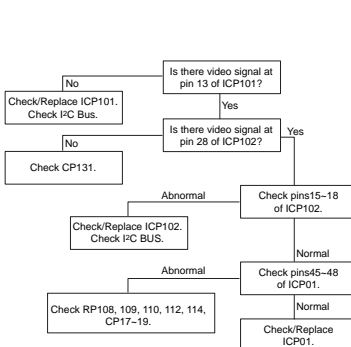 Is there video signal at
pin 13 of ICP101?
No
Check/Replace ICP101.
Check I²C Bus.
Yes
Is there video signal at
pin 28 of ICP102?
Yes
No
Check CP131.
Abnormal
Check pins15~18
of ICP102.
Check/Replace ICP102.
Check I²C BUS.
Normal
Abnormal
Check pins45~48
of ICP01.
Check RP108, 109, 110, 112, 114,
CP17~19.
Normal
Check/Replace
ICP01.